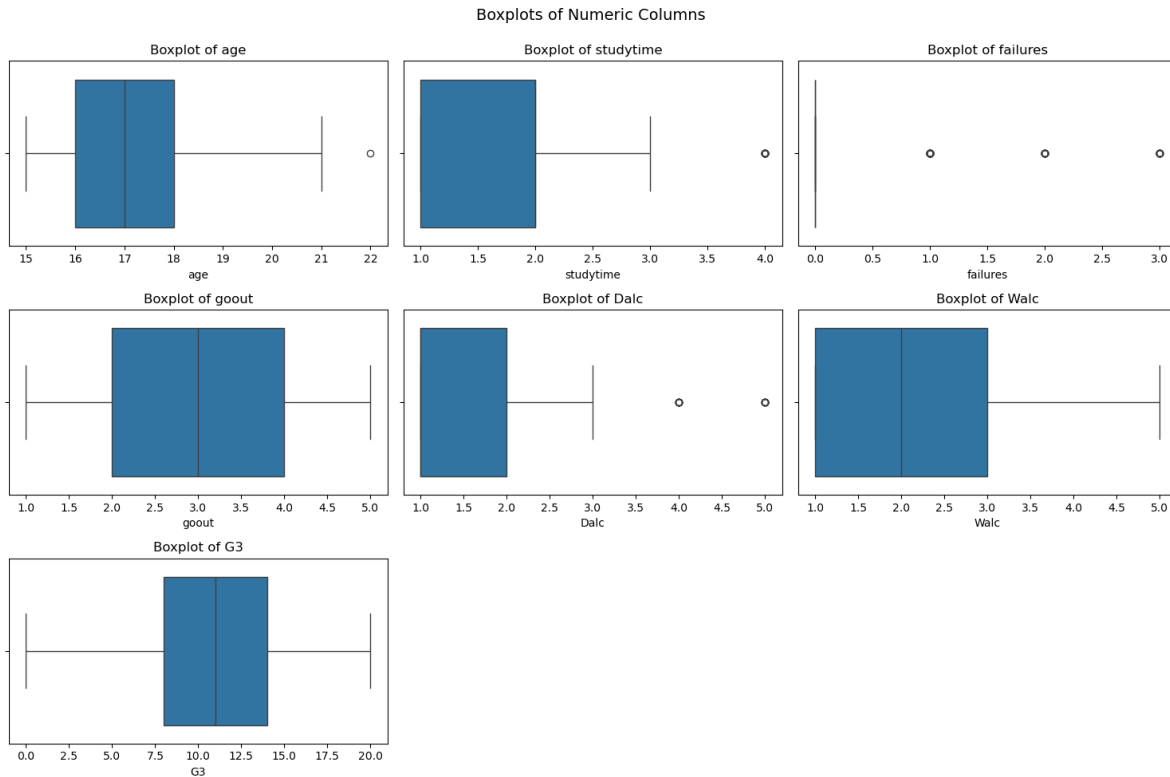 Boxplots of Numeric Columns
Boxplot of age
15 16 17 18 19 20 21 22
age
Boxplot of studytime
1.0 1.5 2.0 2.5 3.0 3.5 4.0
studytime
Boxplot of failures
0.0 0.5 1.0 1.5 2.0 2.5 3.0
failures
Boxplot of goout
1.0 1.5 2.0 2.5 3.0 3.5 4.0 4.5 5.0
goout
Boxplot of Dalc
1.0 1.5 2.0 2.5 3.0 3.5 4.0 4.5 5.0
Dalc
Boxplot of Walc
1.0 1.5 2.0 2.5 3.0 3.5 4.0 4.5 5.0
Walc
Boxplot of G3
0.0 2.5 5.0 7.5 10.0 12.5 15.0 17.5 20.0
G3